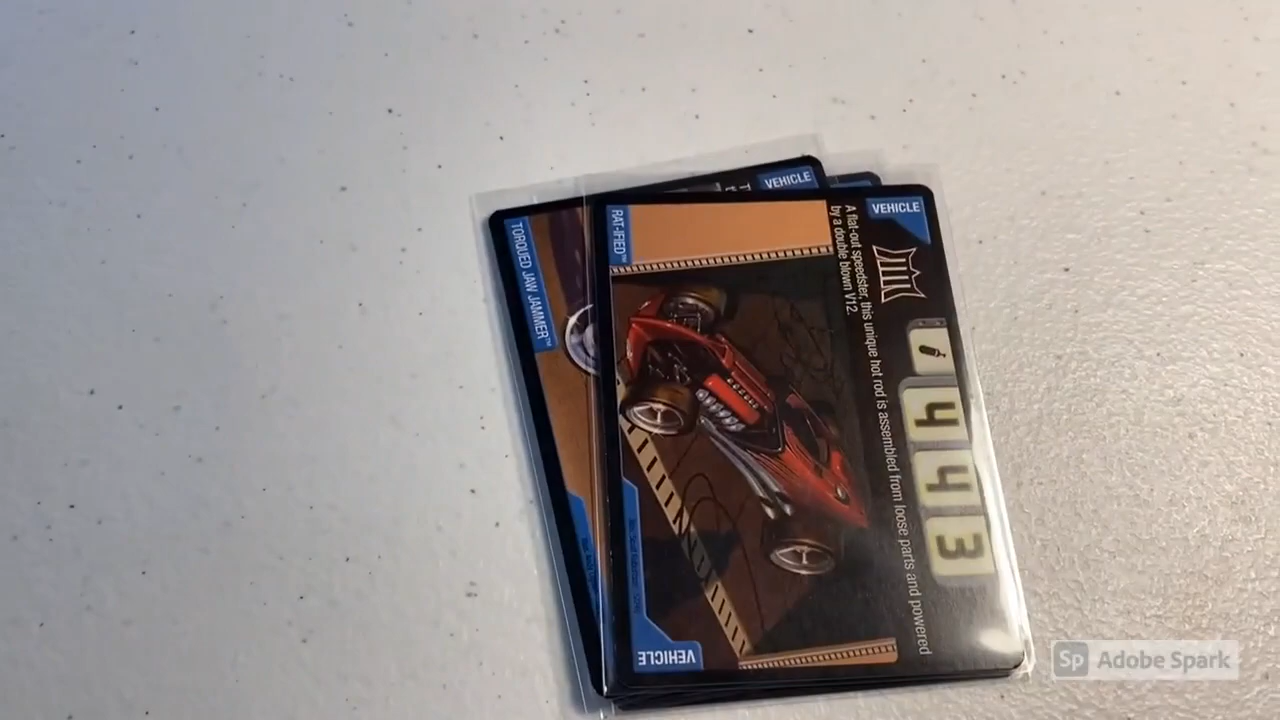 VEHICLE
TORQUED JAW JAMMER™
VEHICLE
RAT-IFIED™
A flat-out speedster, this unique hot rod is assembled from loose parts and powered
by a double blown V12.
4
4
3
VEHICLE
Sp Adobe Spark